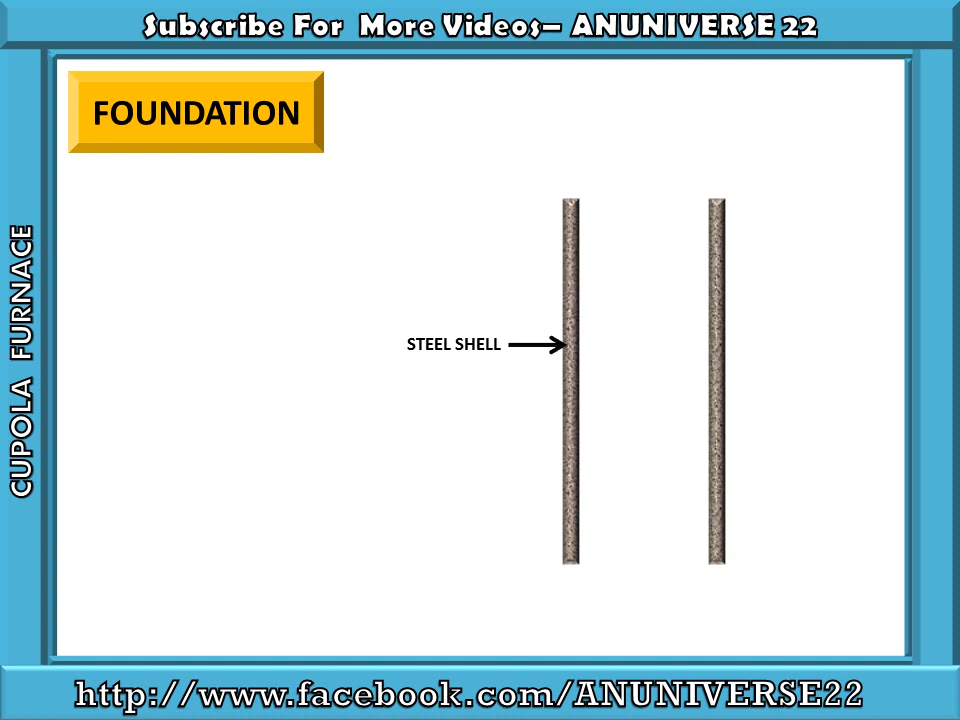 Subscribe For More Videos– ANUNIVERSE 22
FOUNDATION
CUPOLA FURNACE
STEEL SHELL
http://www.facebook.com/ANUNIVERSE22